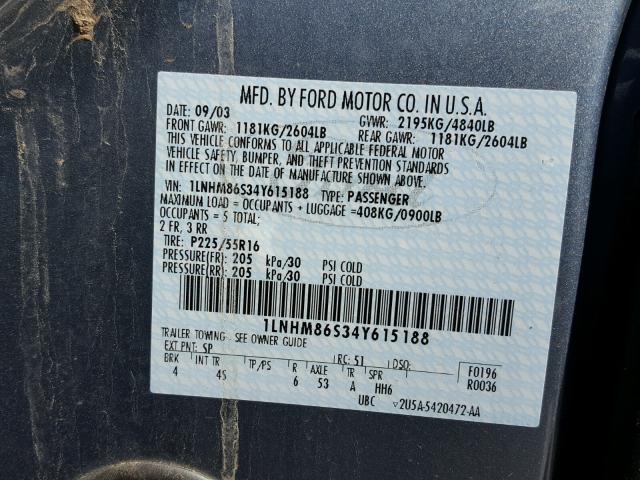 MFD. BY FORD MOTOR CO. IN U.S.A.
DATE: 09/03 GVWR: 2195KG/4840LB
FRONT GAWR: 1181KG/2604LB REAR GAWR: 1181KG/2604LB
THIS VEHICLE CONFORMS TO ALL APPLICABLE FEDERAL MOTOR
VEHICLE SAFETY, BUMPER, AND THEFT PREVENTION STANDARDS
IN EFFECT ON THE DATE OF MANUFACTURE SHOWN ABOVE.
VIN: 1LNHM86S34Y615188 TYPE: PASSENGER
MAXIMUM LOAD = OCCUPANTS + LUGGAGE = 408KG/0900LB
OCCUPANTS = 5 TOTAL;
2 FR, 3 RR
TIRE: P225/55R16
PRESSURE(FR): 205 kPa/30 PSI COLD
PRESSURE(RR): 205 kPa/30 PSI COLD
1LNHM86S34Y615188
TRAILER TOWING - SEE OWNER GUIDE
EXT PNT: SP RC: 51 DSO: F0196
BRK INT TR TP/PS R AXLE TR SPR R0036
4 4S 6 53 A HH6
UBC ▽2U5A-5420472-AA